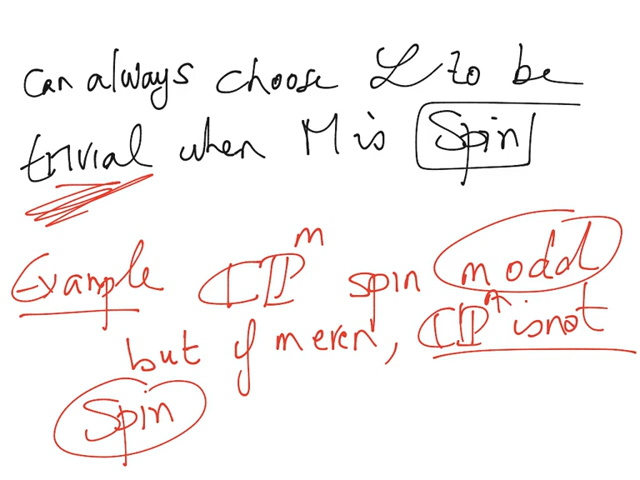 can always choose L to be
trivial when M is Spin
Example ℂℙ^m spin m odd
but if m even, ℂℙ^m is not
Spin